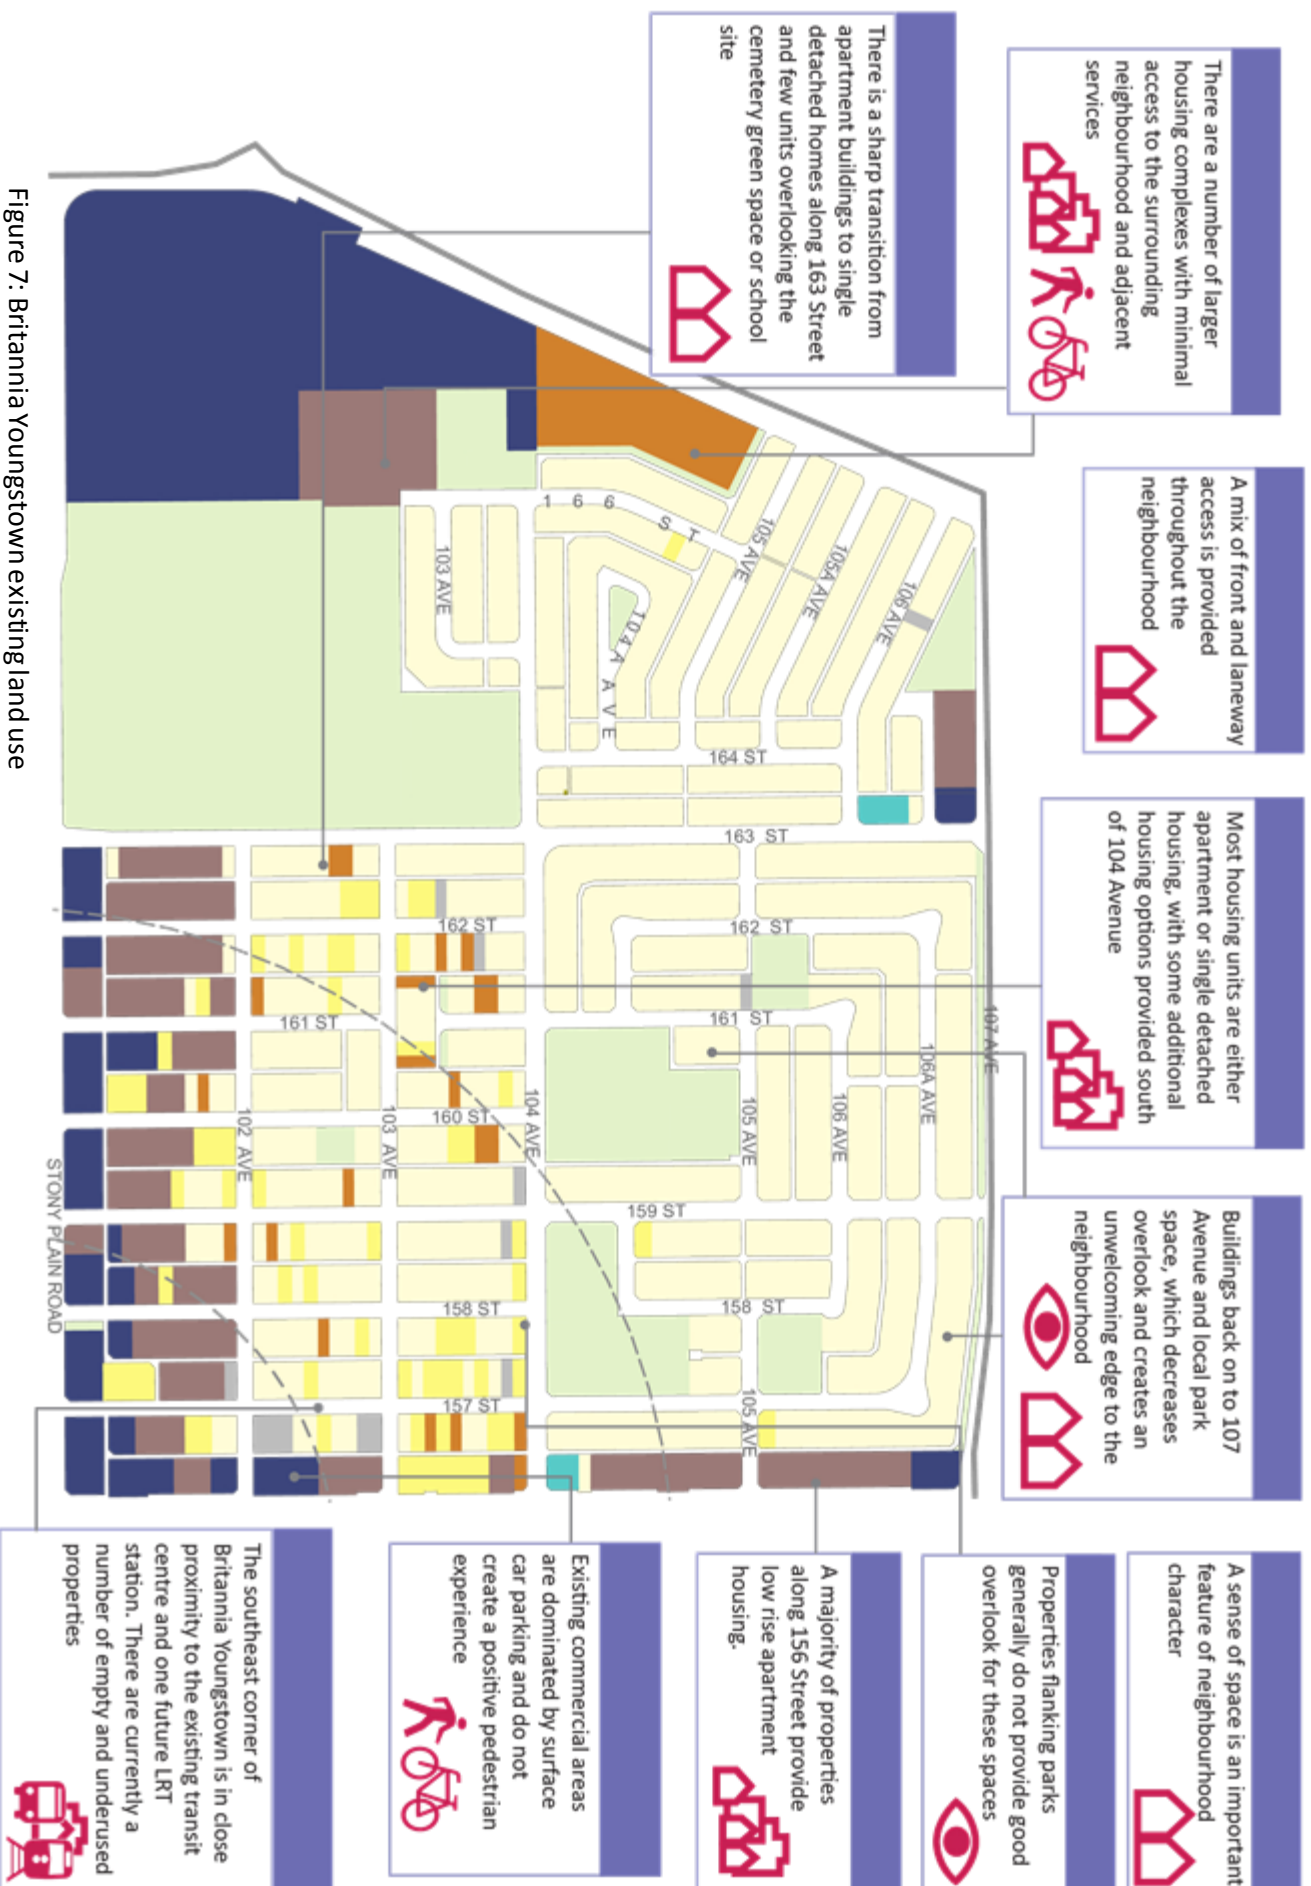 There are a number of larger
housing complexes with minimal
access to the surrounding
neighbourhood and adjacent
services
A mix of front and laneway
access is provided
throughout the
neighbourhood
Most housing units are either
apartment or single detached
housing, with some additional
housing options provided south
of 104 Avenue
Buildings back on to 107
Avenue and local park
space, which decreases
overlook and creates an
unwelcoming edge to the
neighbourhood
A sense of space is an important
feature of neighbourhood
character
There is a sharp transition from
apartment buildings to single
detached homes along 163 Street
and few units overlooking the
cemetery green space or school
site
Properties flanking parks
generally do not provide good
overlook for these spaces
A majority of properties
along 156 Street provide
low rise apartment
housing.
Existing commercial areas
are dominated by surface
car parking and do not
create a positive pedestrian
experience
The southeast corner of
Britannia Youngstown is in close
proximity to the existing transit
centre and one future LRT
station. There are currently a
number of empty and underused
properties
107 AVE
106 AVE
106A AVE
105A AVE
106 AVE
105 AVE
105 AVE
105 AVE
166 ST
104A AVE
164 ST
163 ST
162 ST
161 ST
159 ST
158 ST
104 AVE
103 AVE
162 ST
160 ST
158 ST
157 ST
103 AVE
161 ST
102 AVE
STONY PLAIN ROAD
Figure 7: Britannia Youngstown existing land use